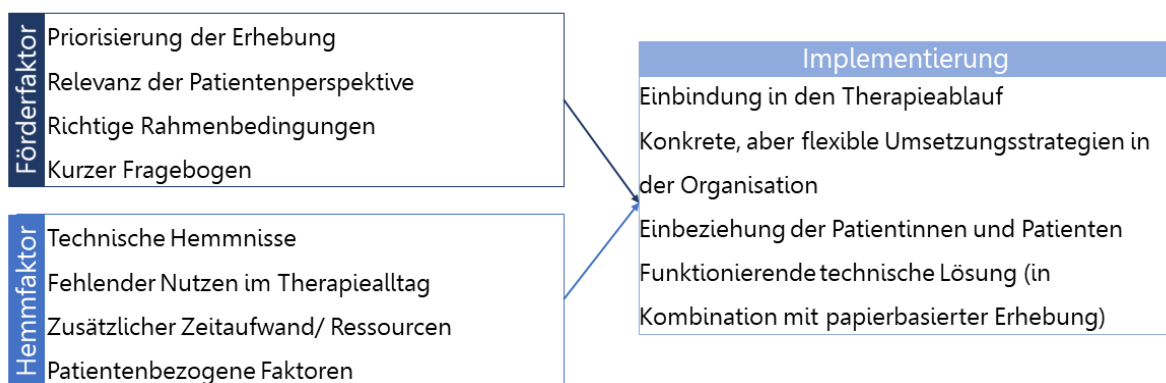 Förderfaktor
Priorisierung der Erhebung
Relevanz der Patientenperspektive
Richtige Rahmenbedingungen
Kurzer Fragebogen
Hemmfaktor
Technische Hemmnisse
Fehlender Nutzen im Therapiealltag
Zusätzlicher Zeitaufwand/ Ressourcen
Patientenbezogene Faktoren
Implementierung
Einbindung in den Therapieablauf
Konkrete, aber flexible Umsetzungsstrategien in
der Organisation
Einbeziehung der Patientinnen und Patienten
Funktionierende technische Lösung (in
Kombination mit papierbasierter Erhebung)